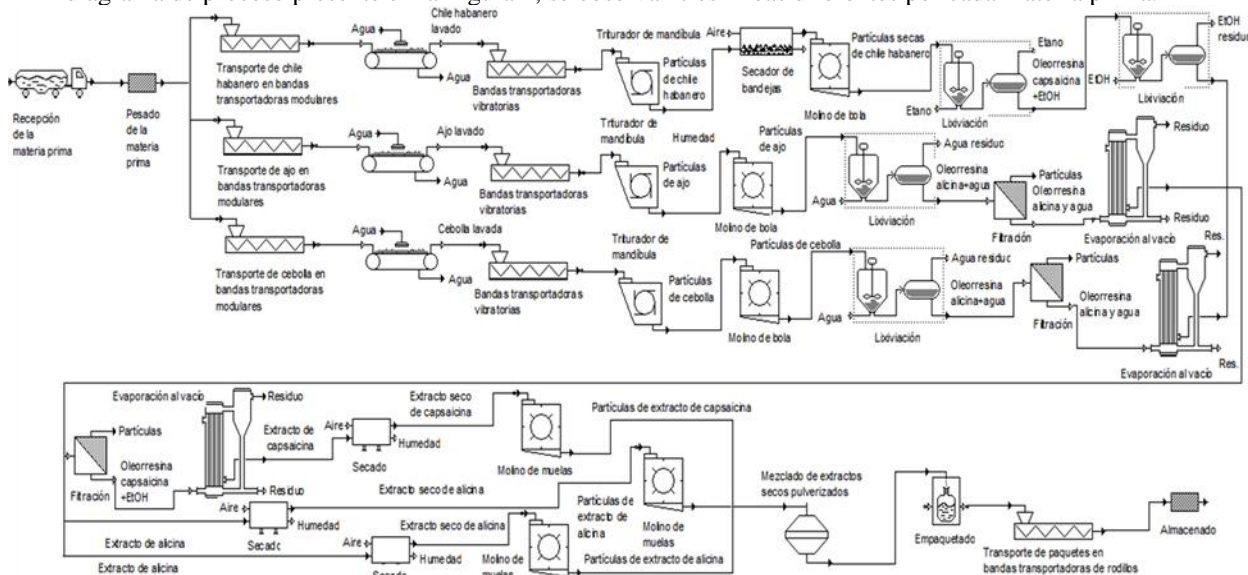 Chile habanero
lavado
Agua
Agua
Transporte de chile
habanero en bandas
transportadoras modulares
Bandas transportadoras
vibratorias
Triturador de mandíbula
Partículas
de chile
habanero
Aire
Secador de
bandejas
Molino de bola
Partículas secas
de chile habanero
Etano
Etano
Oleorresina
capsaicina
+EtOH
Lixiviación
EtOH
EtOH
residuo
Lixiviación
Recepción
de la
materia prima
Pesado
de la
materia
prima
Agua
Ajo lavado
Agua
Transporte de ajo en
bandas transportadoras
modulares
Bandas transportadoras
vibratorias
Triturador de
mandíbula
Partículas
de ajo
Humedad
Molino de bola
Partículas
de ajo
Agua
Agua residuo
Oleorresina
alicina+agua
Lixiviación
Partículas
Oleorresina
alicina y agua
Filtración
Residuo
Residuo
Evaporación al vacío
Agua
Cebolla lavada
Agua
Transporte de cebolla en
bandas transportadoras
modulares
Bandas transportadoras
vibratorias
Triturador de
mandíbula
Partículas
de cebolla
Molino de bola
Partículas de cebolla
Agua
Agua residuo
Oleorresina
alicina+agua
Lixiviación
Partículas
Filtración
Oleorresina
alicina y agua
Res.
Res.
Evaporación al vacío
Partículas
Filtración
Oleorresina
capsaicina
+EtOH
Evaporación al vacío
Residuo
Residuo
Extracto de
capsaicina
Aire
Humedad
Secado
Extracto seco
de capsaicina
Molino de muelas
Partículas de extracto de capsaicina
Extracto de alicina
Aire
Humedad
Secado
Extracto seco de alicina
Partículas de
extracto de
alicina
Molino de
muelas
Extracto de alicina
Aire
Humedad
Secado
Extracto seco de alicina
Molino de
muelas
Partículas de extracto de alicina
Mezclado de extractos
secos pulverizados
Empaquetado
Transporte de paquetes en
bandas transportadoras de rodillos
Almacenado